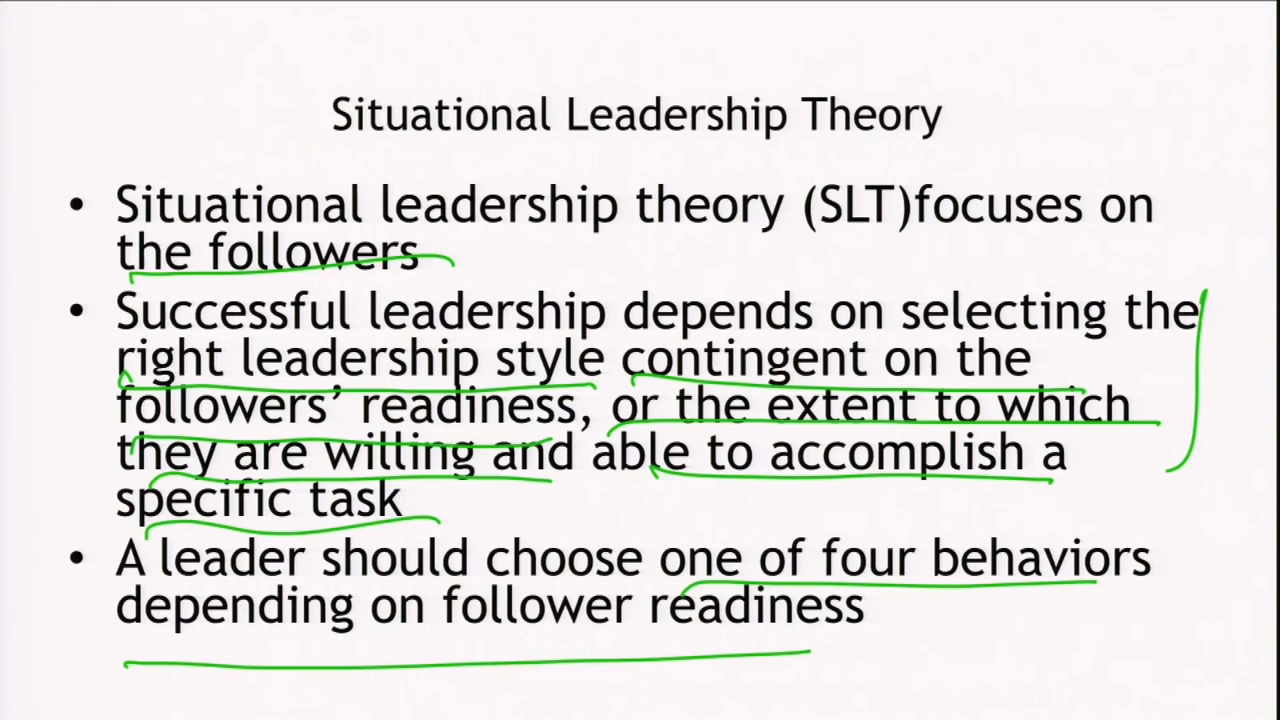 Situational Leadership Theory
• Situational leadership theory (SLT)focuses on
the followers
• Successful leadership depends on selecting the
right leadership style contingent on the
followers’ readiness, or the extent to which
they are willing and able to accomplish a
specific task
• A leader should choose one of four behaviors
depending on follower readiness